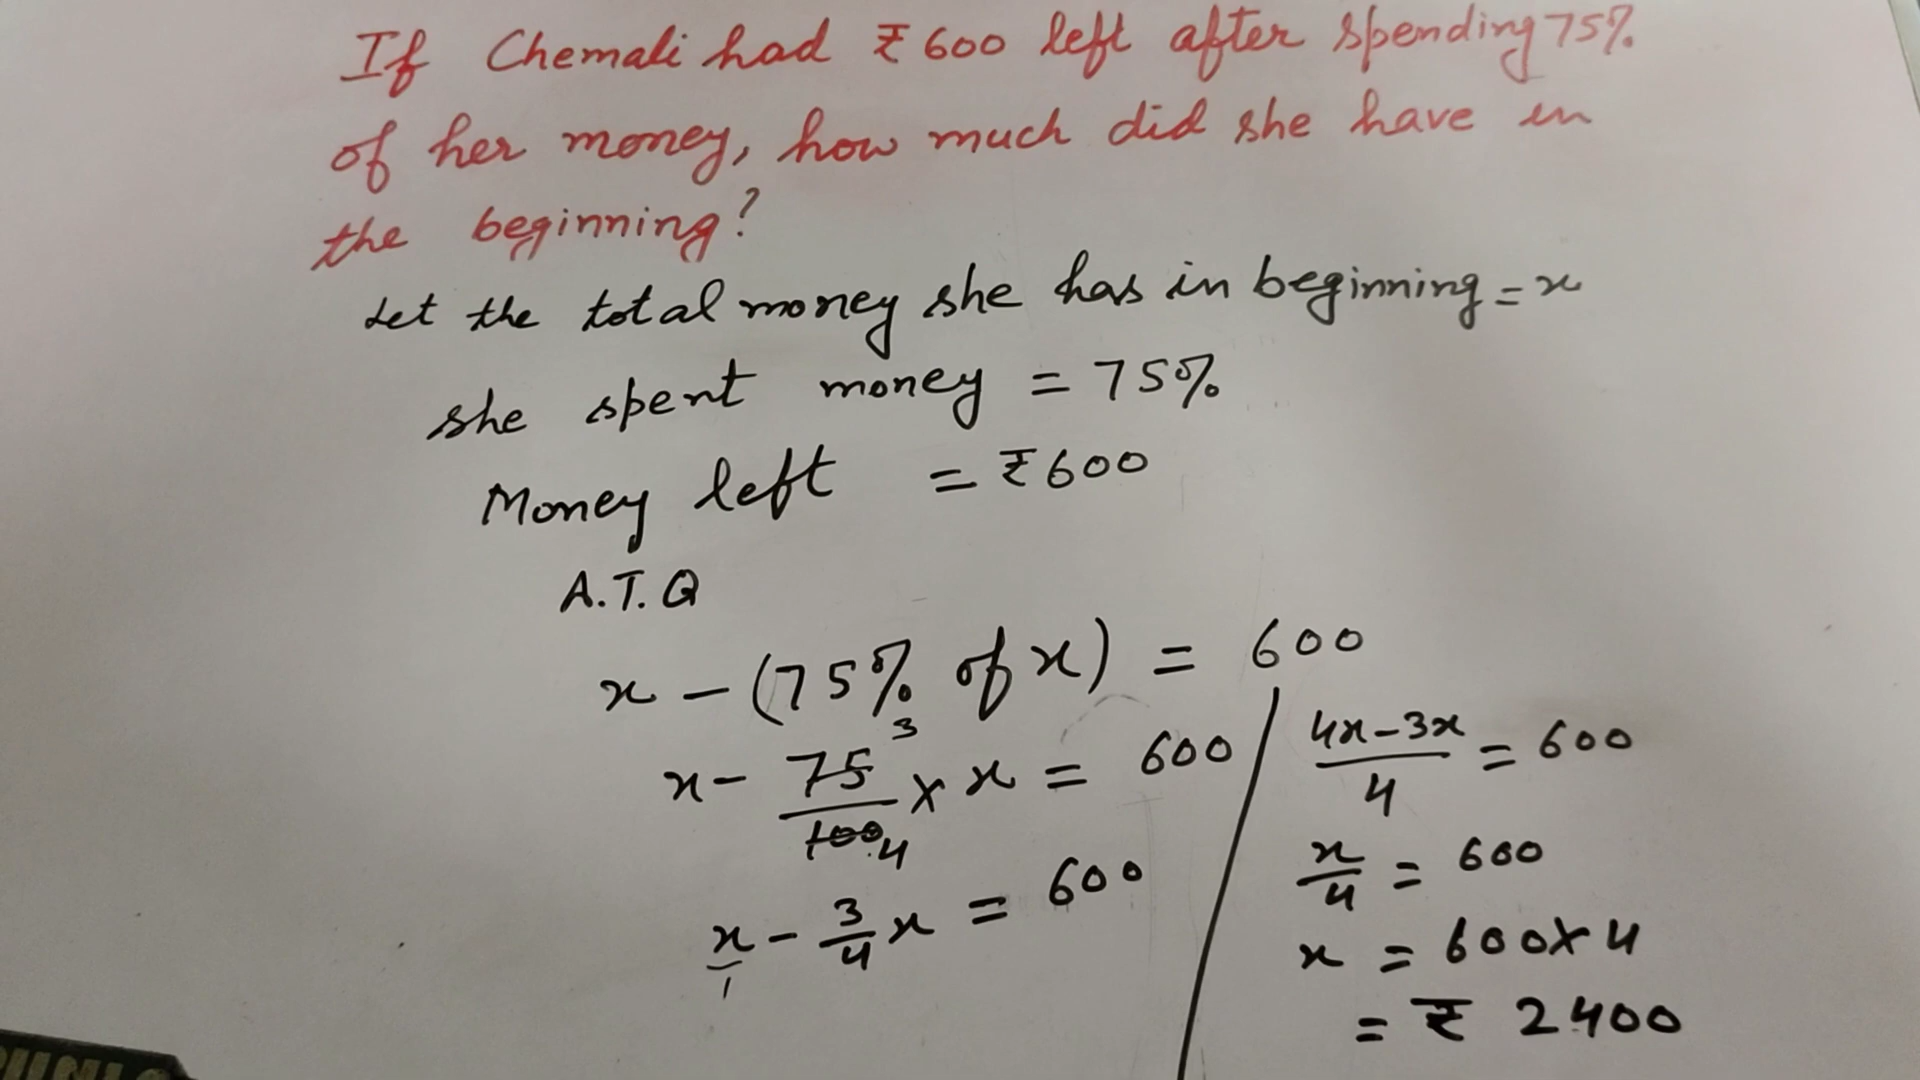 If Chemali had ₹600 left after spending 75%
of her money, how much did she have in
the beginning?
Let the total money she has in beginning = x
she spent money = 75%
Money left = ₹600
A.T.Q
x - (75% of x) = 600
x - 75/100 × x = 600
3
4
x/1 - 3/4 x = 600
4x-3x/4 = 600
x/4 = 600
x = 600×4
= ₹ 2400